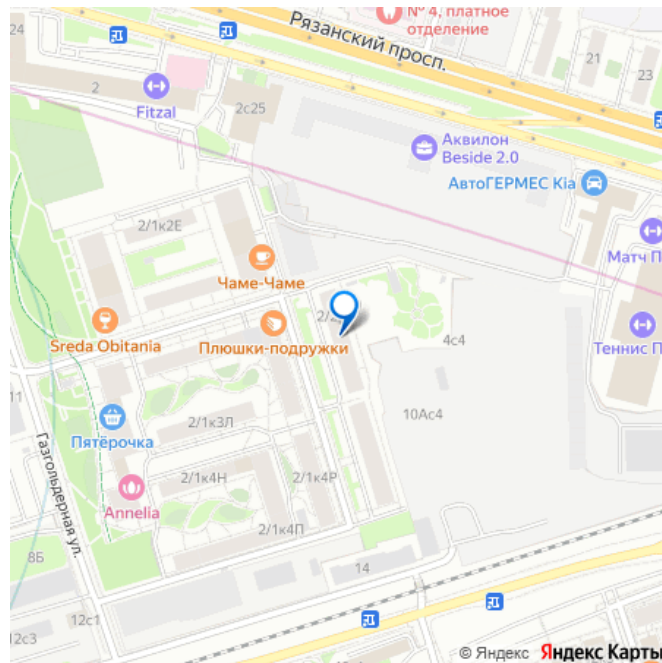 № 4, платное
отделение
Рязанский просп.
24
21
23
2
Fitzal
2с25
Аквилон
Beside 2.0
АвтоГЕРМЕС Kia
2/1к2Е
Чаме-Чаме
Матч П
2/2
Sreda Obitania
Плюшки-подружки
4с4
Теннис П
11
10Ас4
Пятёрочка
2/1к3Л
Газгольдерная ул.
2/1к4Н
2/1к4Р
Annelia
2/1к4П
8Б
14
12с1
12с3
© Яндекс Яндекс Карты